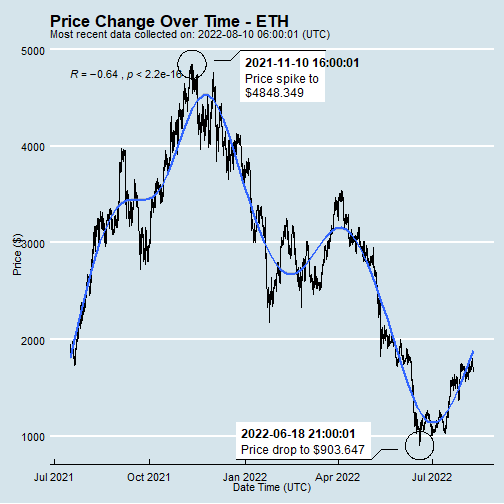 Price Change Over Time - ETH
Most recent data collected on: 2022-08-10 06:00:01 (UTC)
5000
2021-11-10 16:00:01
Price spike to
$4848.349
R = −0.64 , p < 2.2e-16
4000
3000
Price ($)
2000
2022-06-18 21:00:01
Price drop to $903.647
1000
Jul 2021
Oct 2021
Jan 2022
Apr 2022
Jul 2022
Date Time (UTC)